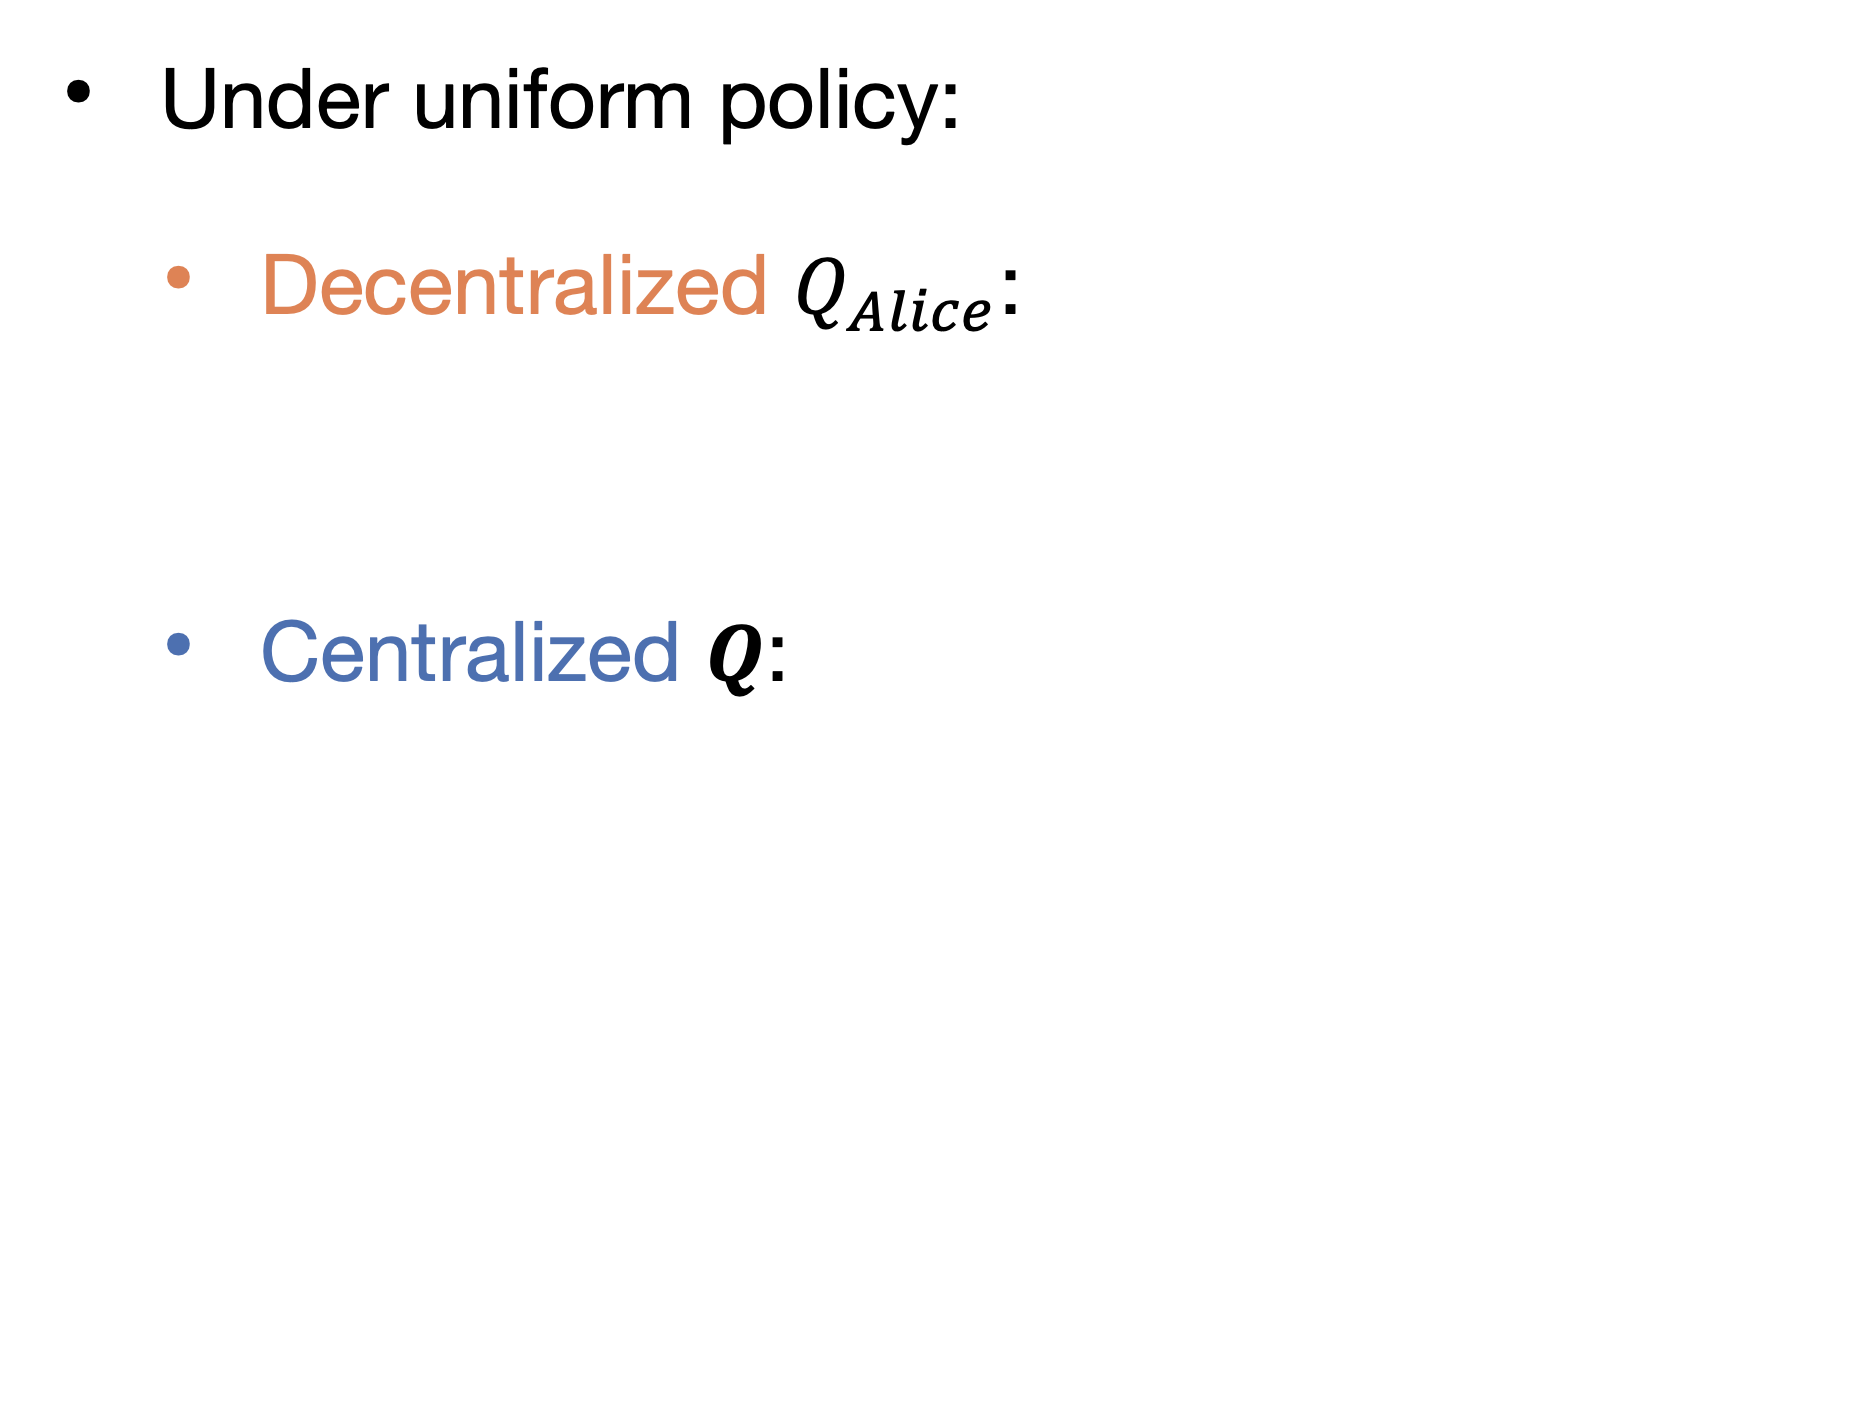 • Under uniform policy:
• Decentralized Q_Alice:
• Centralized Q: